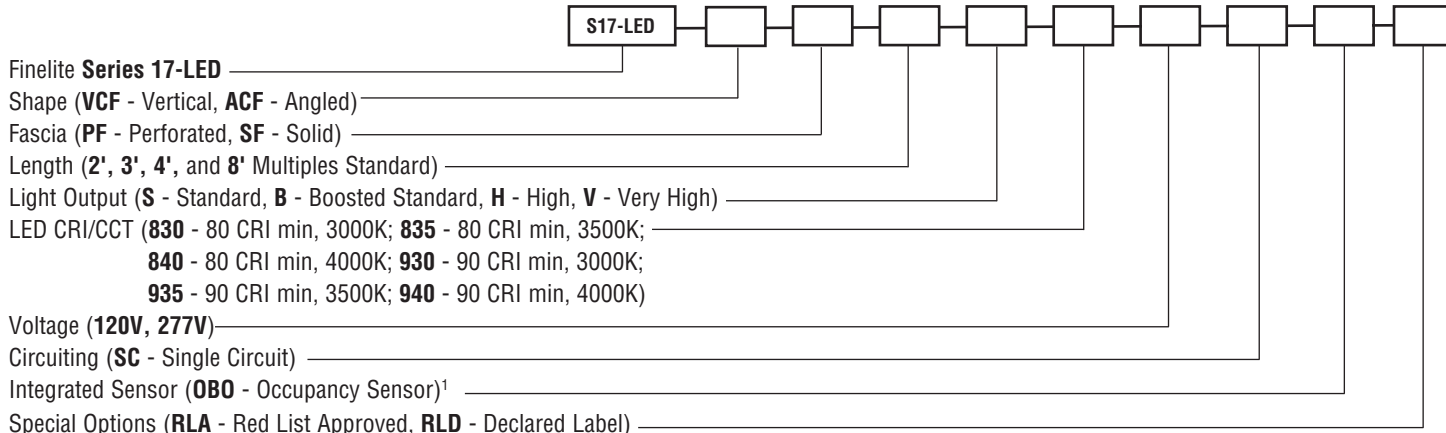 S17-LED
Finelite Series 17-LED
Shape (VCF - Vertical, ACF - Angled)
Fascia (PF - Perforated, SF - Solid)
Length (2', 3', 4', and 8' Multiples Standard)
Light Output (S - Standard, B - Boosted Standard, H - High, V - Very High)
LED CRI/CCT (830 - 80 CRI min, 3000K; 835 - 80 CRI min, 3500K;
840 - 80 CRI min, 4000K; 930 - 90 CRI min, 3000K;
935 - 90 CRI min, 3500K; 940 - 90 CRI min, 4000K)
Voltage (120V, 277V)
Circuiting (SC - Single Circuit)
Integrated Sensor (OBO - Occupancy Sensor)¹
Special Options (RLA - Red List Approved, RLD - Declared Label)